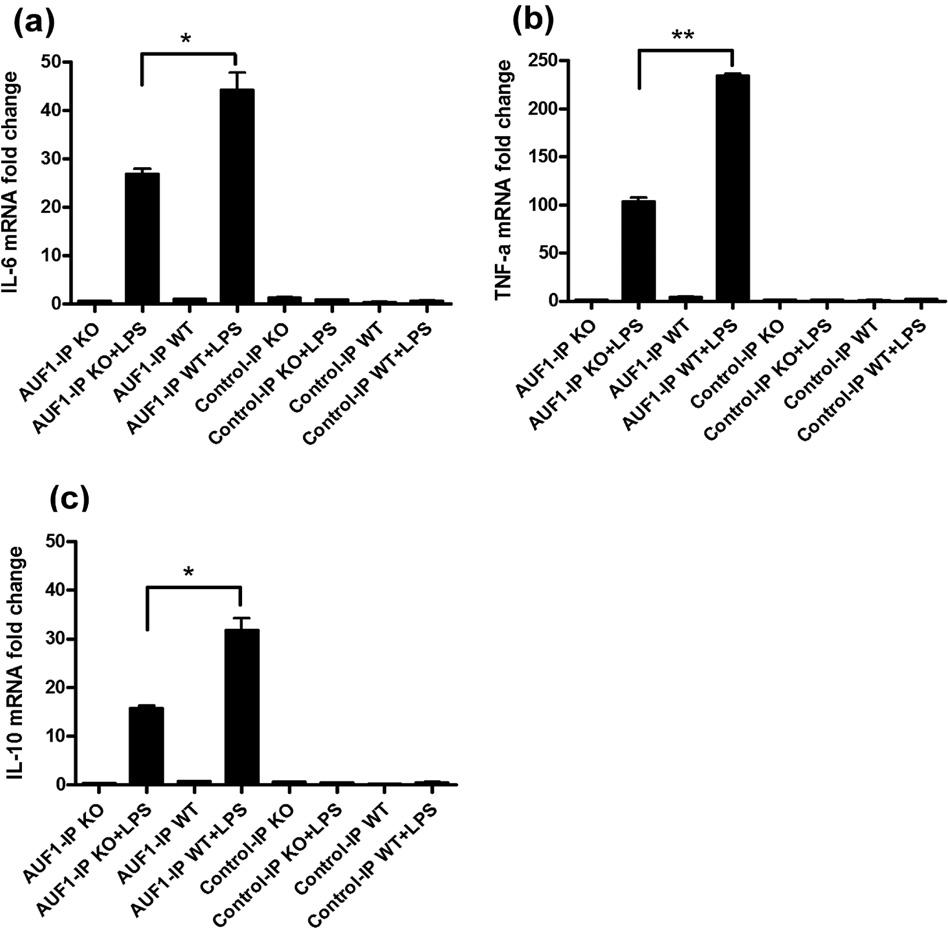 (a)
*
IL-6 mRNA fold change
50
40
30
20
10
0
AUF1-IP KO
AUF1-IP KO+LPS
AUF1-IP WT
AUF1-IP WT+LPS
Control-IP KO
Control-IP KO+LPS
Control-IP WT
Control-IP WT+LPS
(b)
**
TNF-a mRNA fold change
250
200
150
100
50
0
AUF1-IP KO
AUF1-IP KO+LPS
AUF1-IP WT
AUF1-IP WT+LPS
Control-IP KO
Control-IP KO+LPS
Control-IP WT
Control-IP WT+LPS
(c)
*
IL-10 mRNA fold change
50
40
30
20
10
0
AUF1-IP KO
AUF1-IP KO+LPS
AUF1-IP WT
AUF1-IP WT+LPS
Control-IP KO
Control-IP KO+LPS
Control-IP WT
Control-IP WT+LPS